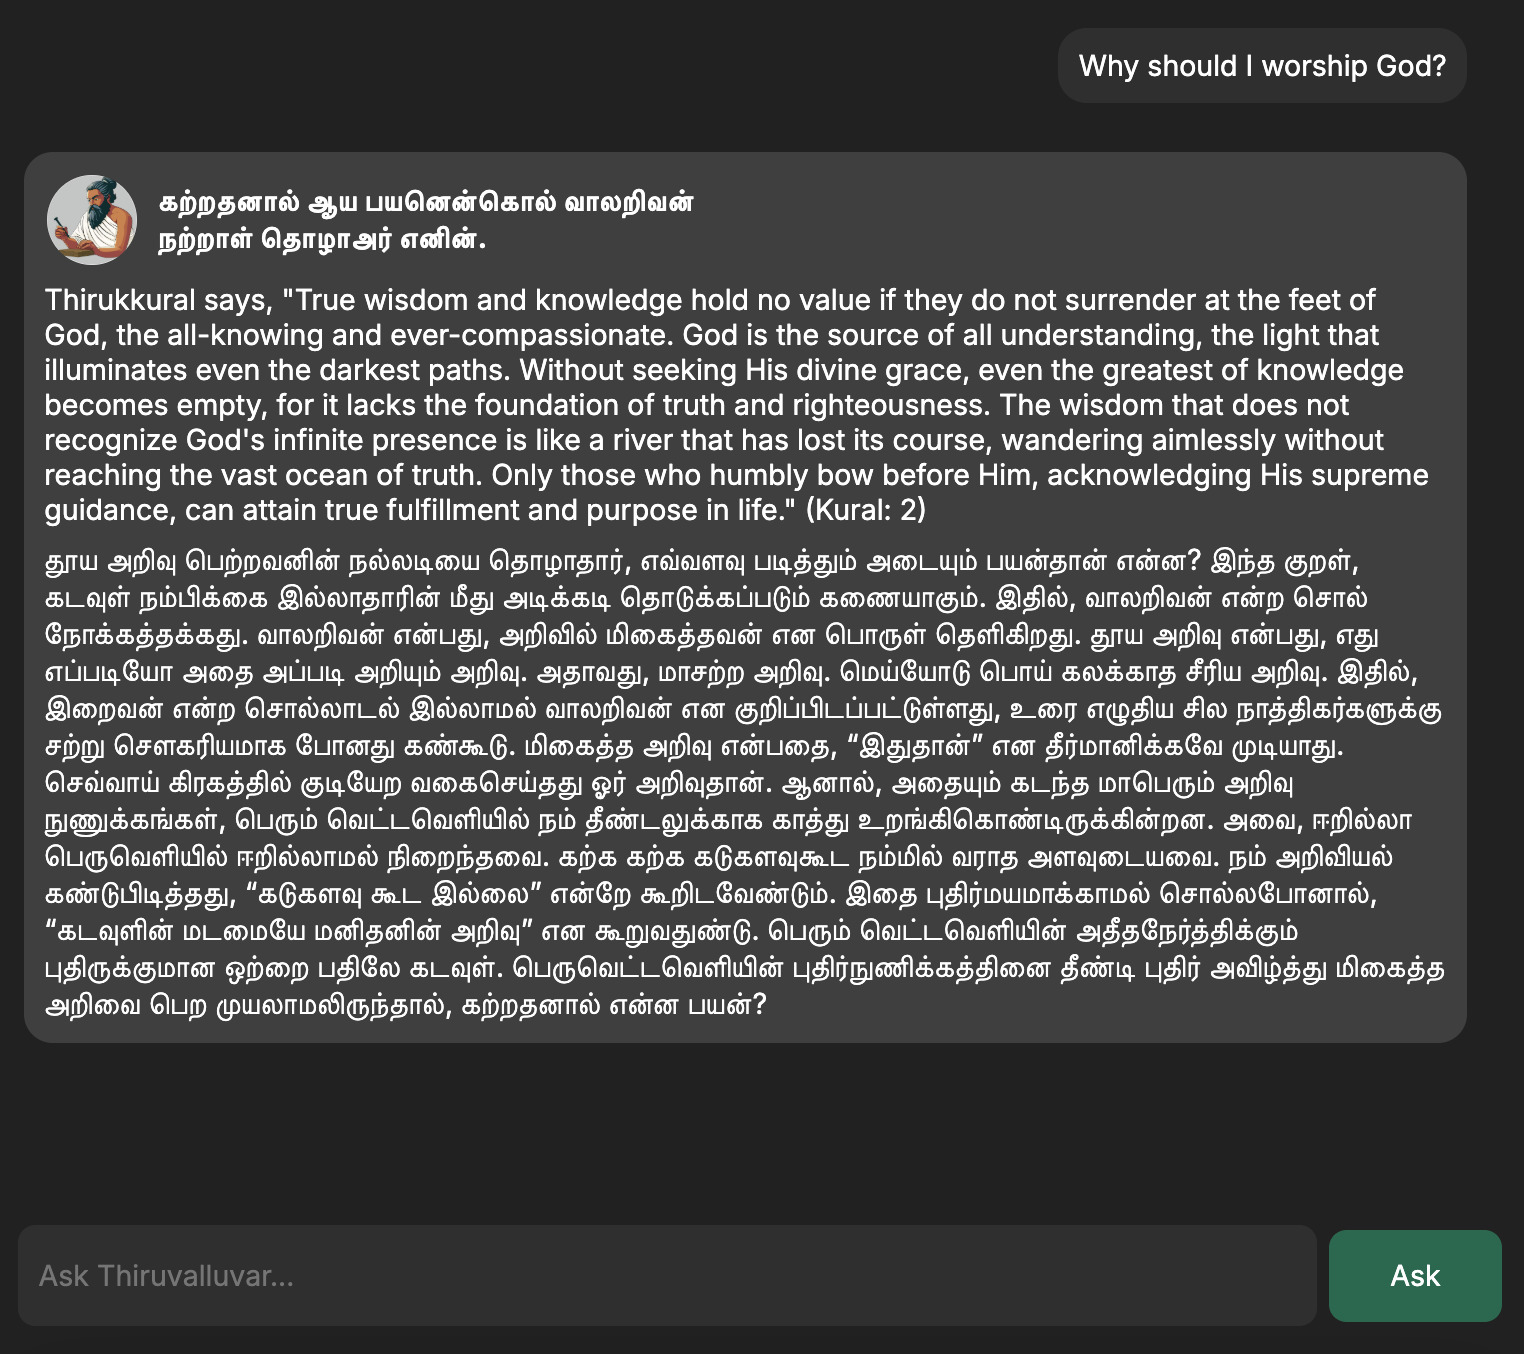 Why should I worship God?
கற்றதனால் ஆய பயனென்கொல் வாலறிவன்
நற்றாள் தொழாஅர் எனின்.
Thirukkural says, "True wisdom and knowledge hold no value if they do not surrender at the feet of
God, the all-knowing and ever-compassionate. God is the source of all understanding, the light that
illuminates even the darkest paths. Without seeking His divine grace, even the greatest of knowledge
becomes empty, for it lacks the foundation of truth and righteousness. The wisdom that does not
recognize God's infinite presence is like a river that has lost its course, wandering aimlessly without
reaching the vast ocean of truth. Only those who humbly bow before Him, acknowledging His supreme
guidance, can attain true fulfillment and purpose in life." (Kural: 2)
தூய அறிவு பெற்றவனின் நல்லடியை தொழாதார், எவ்வளவு படித்தும் அடையும் பயன்தான் என்ன? இந்த குறள்,
கடவுள் நம்பிக்கை இல்லாதாரின் மீது அடிக்கடி தொடுக்கப்படும் கணையாகும். இதில், வாலறிவன் என்ற சொல்
நோக்கத்தக்கது. வாலறிவன் என்பது, அறிவில் மிகைத்தவன் என பொருள் தெளிகிறது. தூய அறிவு என்பது, எது
எப்படியோ அதை அப்படி அறியும் அறிவு. அதாவது, மாசற்ற அறிவு. மெய்யோடு பொய் கலக்காத சீரிய அறிவு. இதில்,
இறைவன் என்ற சொல்லாடல் இல்லாமல் வாலறிவன் என குறிப்பிடப்பட்டுள்ளது, உரை எழுதிய சில நாத்திகர்களுக்கு
சற்று சௌகரியமாக போனது கண்கூடு. மிகைத்த அறிவு என்பதை, “இதுதான்” என தீர்மானிக்கவே முடியாது.
செவ்வாய் கிரகத்தில் குடியேற வகைசெய்தது ஓர் அறிவுதான். ஆனால், அதையும் கடந்த மாபெரும் அறிவு
நுணுக்கங்கள், பெரும் வெட்டவெளியில் நம் தீண்டலுக்காக காத்து உறங்கிகொண்டிருக்கின்றன. அவை, ஈறில்லா
பெருவெளியில் ஈறில்லாமல் நிறைந்தவை. கற்க கற்க கடுகளவுகூட நம்மில் வராத அளவுடையவை. நம் அறிவியல்
கண்டுபிடித்தது, “கடுகளவு கூட இல்லை” என்றே கூறிடவேண்டும். இதை புதிர்மயமாக்காமல் சொல்லபோனால்,
“கடவுளின் மடமையே மனிதனின் அறிவு” என கூறுவதுண்டு. பெரும் வெட்டவெளியின் அதீதநேர்த்திக்கும்
புதிருக்குமான ஒற்றை பதிலே கடவுள். பெருவெட்டவெளியின் புதிர்நுணிக்கத்தினை தீண்டி புதிர் அவிழ்த்து மிகைத்த
அறிவை பெற முயலாமலிருந்தால், கற்றதனால் என்ன பயன்?
Ask Thiruvalluvar...
Ask